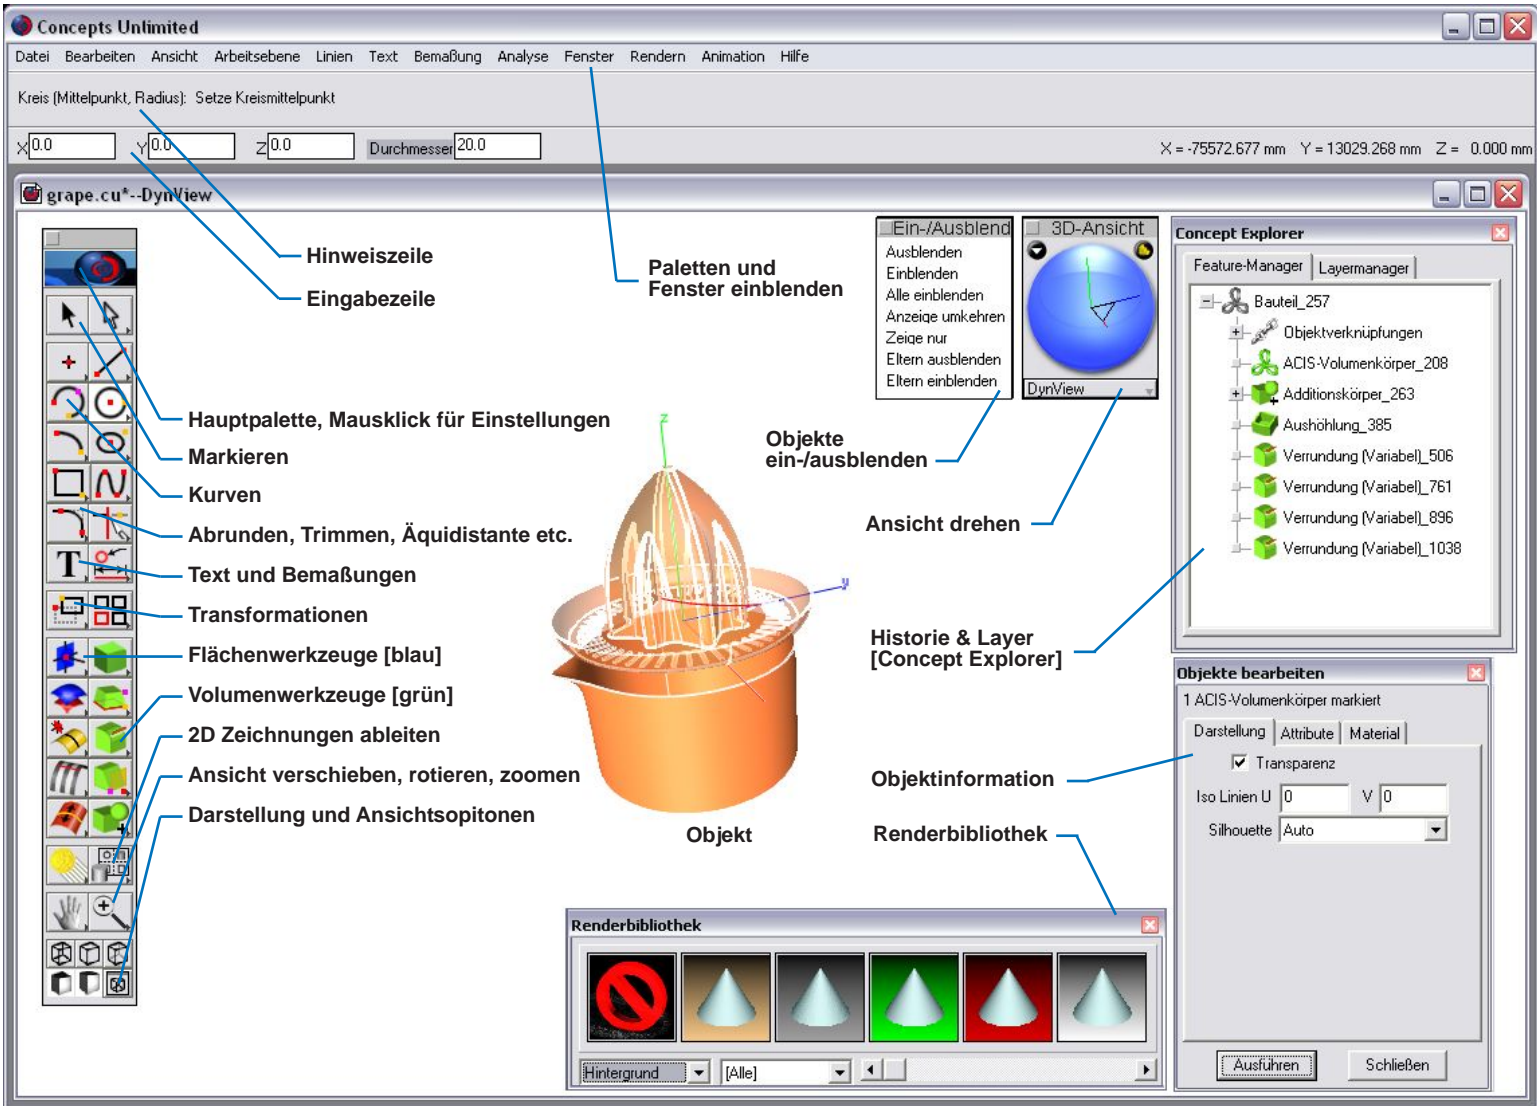 Concepts Unlimited
Datei Bearbeiten Ansicht Arbeitsebene Linien Text Bemaßung Analyse Fenster Rendern Animation Hilfe
Kreis (Mittelpunkt, Radius): Setze Kreismittelpunkt
X 0.0 Y 0.0 Z 0.0 Durchmesser 20.0 X = -75572.677 mm Y = 13029.268 mm Z = 0.000 mm
grape.cu*--DynView
Hinweiszeile
Eingabezeile
Hauptpalette, Mausklick für Einstellungen
Markieren
Kurven
Abrunden, Trimmen, Äquidistante etc.
T
Text und Bemaßungen
Transformationen
Flächenwerkzeuge [blau]
Volumenwerkzeuge [grün]
2D Zeichnungen ableiten
Ansicht verschieben, rotieren, zoomen
Darstellung und Ansichtsopitonen
Paletten und
Fenster einblenden
Ein-/Ausblend
Ausblenden
Einblenden
Alle einblenden
Anzeige umkehren
Zeige nur
Eltern ausblenden
Eltern einblenden
3D-Ansicht
DynView
Objekte
ein-/ausblenden
Ansicht drehen
z
y
Objekt
Historie & Layer
[Concept Explorer]
Objektinformation
Renderbibliothek
Concept Explorer
Feature-Manager Layermanager
Bauteil_257
Objektverknüpfungen
ACIS-Volumenkörper_208
Additionskörper_263
Aushöhlung_385
Verrundung (Variabel)_506
Verrundung (Variabel)_761
Verrundung (Variabel)_896
Verrundung (Variabel)_1038
Objekte bearbeiten
1 ACIS-Volumenkörper markiert
Darstellung Attribute Material
Transparenz
Iso Linien U 0 V 0
Silhouette Auto
Ausführen Schließen
Renderbibliothek
Hintergrund [Alle]